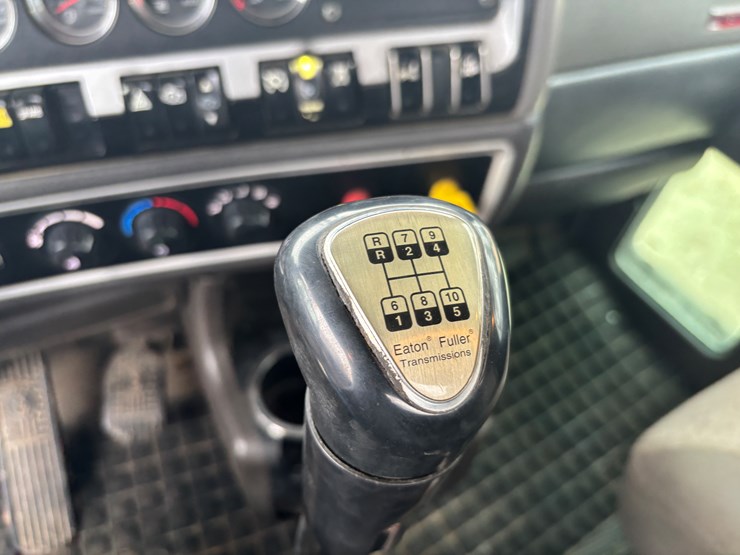 R 7 9
R 2 4
6 8 10
1 3 5
Eaton® Fuller®
Transmissions